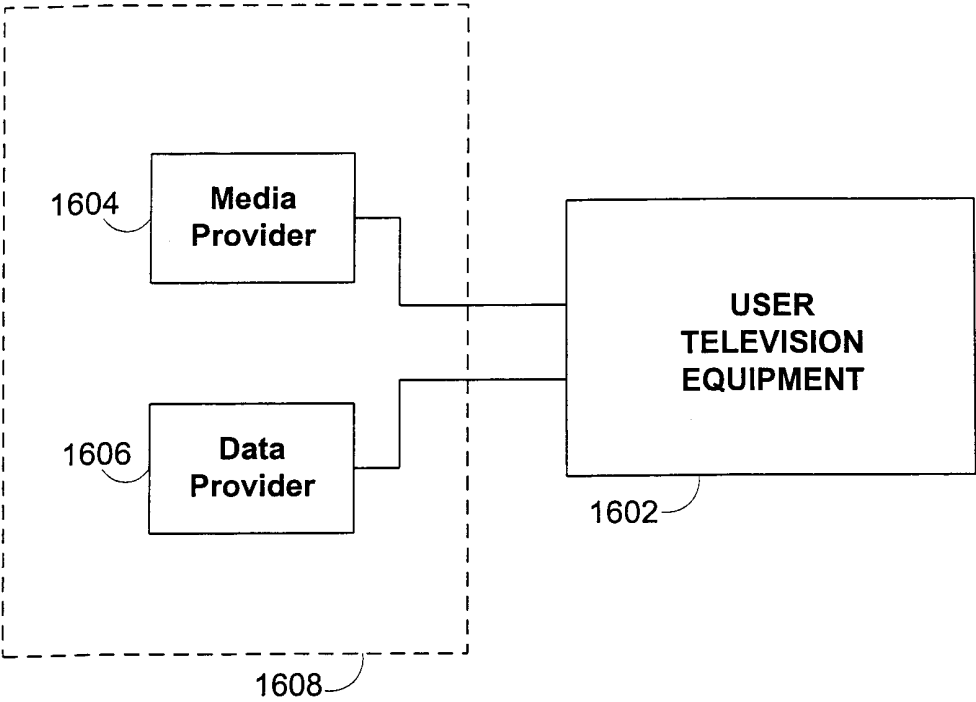 1604
Media
Provider
1606
Data
Provider
USER
TELEVISION
EQUIPMENT
1602
1608